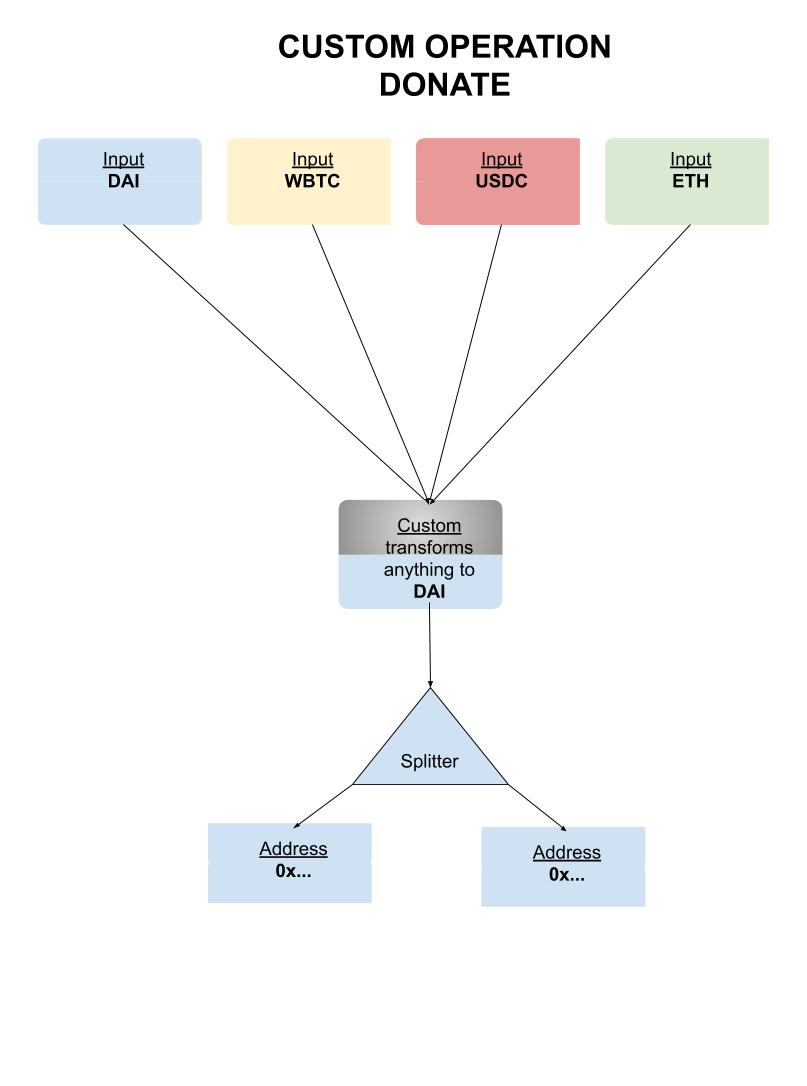 CUSTOM OPERATION
DONATE
Input
DAI
Input
WBTC
Input
USDC
Input
ETH
Custom
transforms
anything to
DAI
Splitter
Address
0x...
Address
0x...